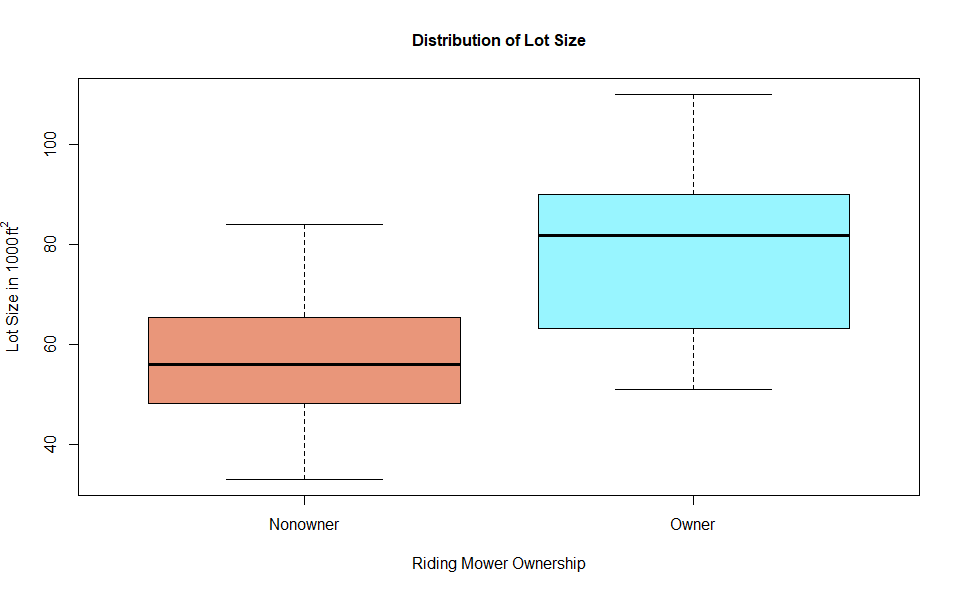 Distribution of Lot Size
Lot Size in 1000ft²
100
80
60
40
Nonowner
Owner
Riding Mower Ownership